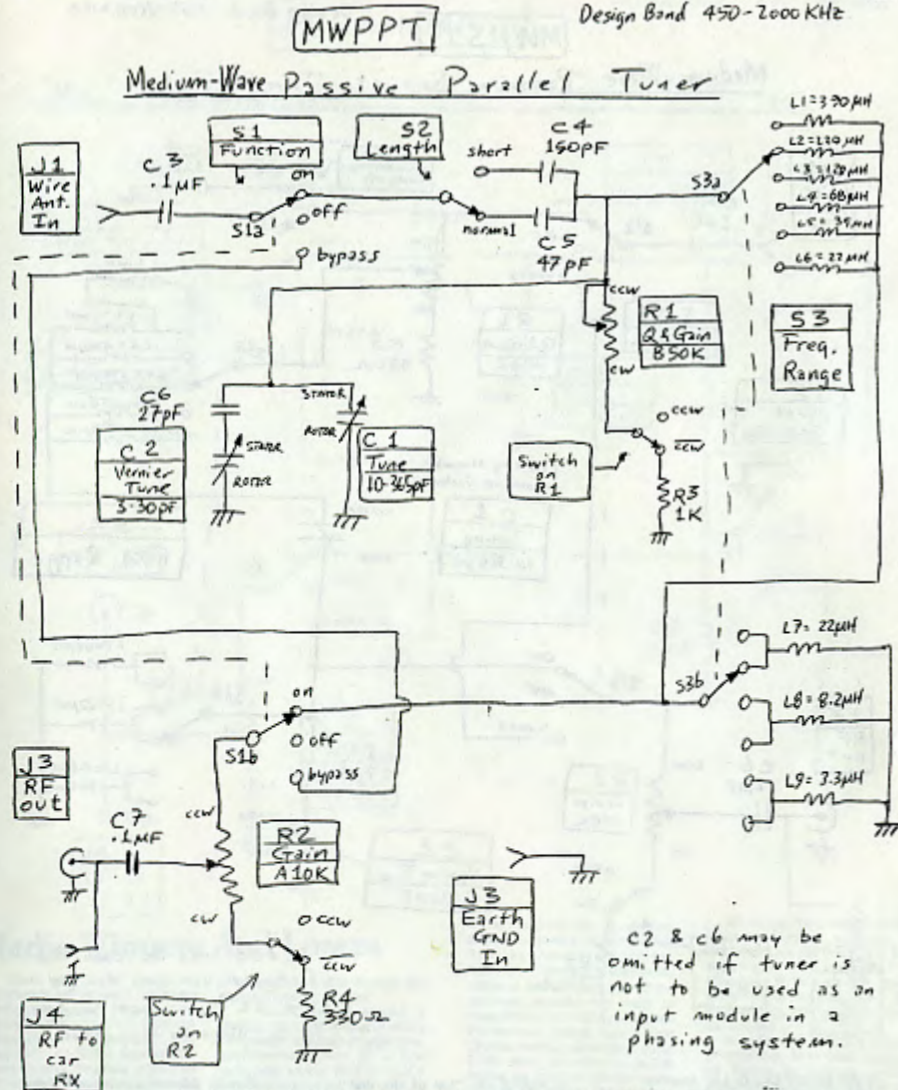 Design Band 450-2000 KHz
MWPPT
Medium-Wave Passive Parallel Tuner
J1
Wire
Ant.
In
C3
.1µF
S1
Function
on
S1a
off
bypass
S2
Length
short
normal
C4
150pF
C5
47pF
S3a
L1=390µH
L2=220µH
L3=120µH
L4=68µH
L5=39µH
L6=22µH
S3
Freq.
Range
ccw
R1
Q&Gain
B50K
cw
ccw
ccw
Switch
on
R1
R3
1K
C6
27pF
STATOR
ROTOR
C2
Vernier
Tune
3-30pF
STATOR
ROTOR
C1
Tune
10-365pF
S3b
L7=22µH
L8=8.2µH
L9=3.3µH
on
S1b
off
bypass
J3
RF
out
C7
.1µF
ccw
R2
Gain
A10K
cw
ccw
ccw
Switch
on
R2
R4
330Ω
J4
RF to
car
RX
J3
Earth
GND
In
C2 & C6 may be
omitted if tuner is
not to be used as an
input module in a
phasing system.